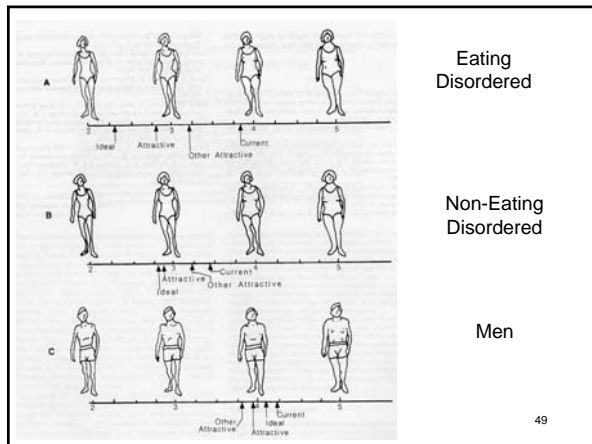 Eating
Disordered
A
2 3 4 5
Ideal Attractive Other Attractive Current
Non-Eating
Disordered
B
2 3 4 5
Ideal Attractive Other Attractive Current
Men
C
2 3 4 5
Other Attractive Attractive Ideal Current
49